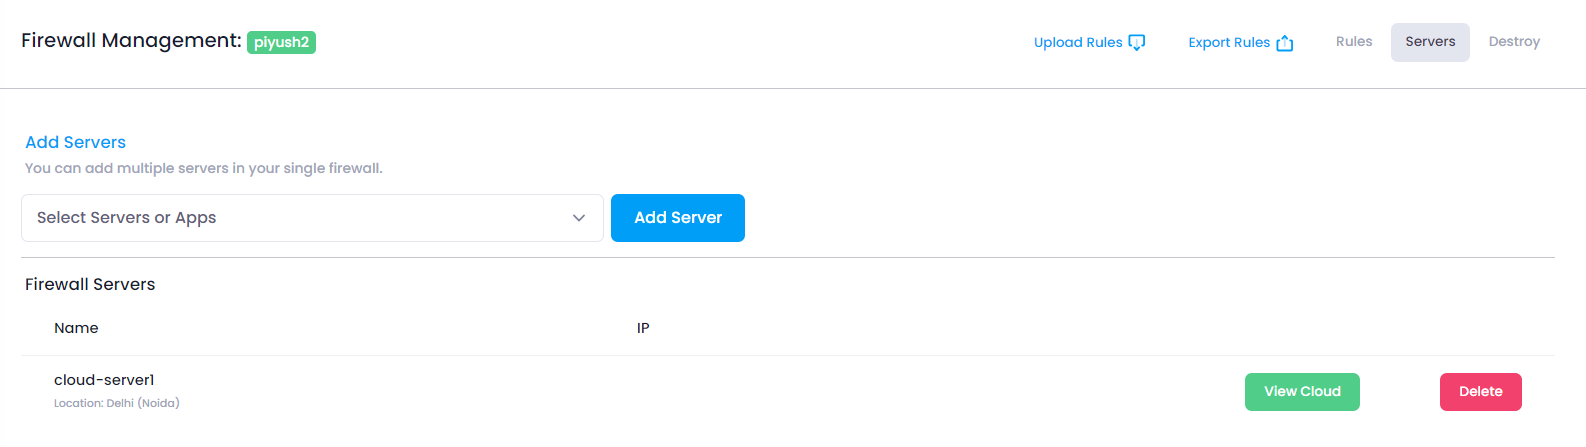 Firewall Management: piyush2
Upload Rules Export Rules Rules Servers Destroy
Add Servers
You can add multiple servers in your single firewall.
Select Servers or Apps Add Server
Firewall Servers
Name IP
cloud-server1 View Cloud Delete
Location: Delhi (Noida)